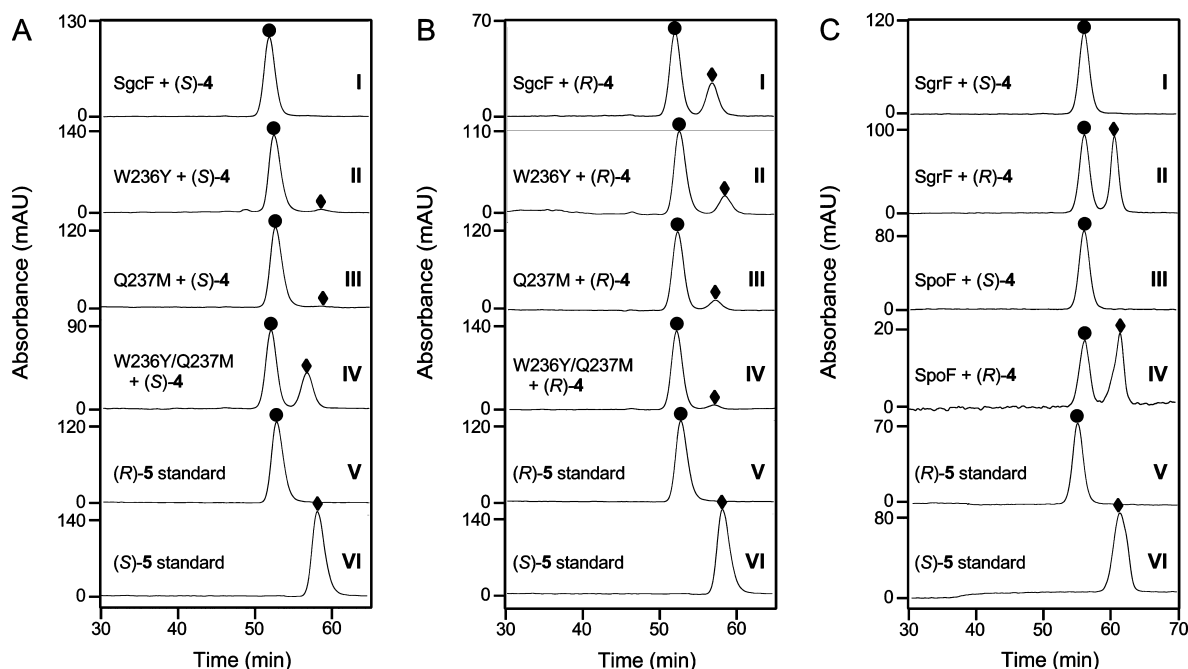 A
Absorbance (mAU)
130
SgcF + (S)-4
I
0
140
W236Y + (S)-4
II
0
120
Q237M + (S)-4
III
0
90
W236Y/Q237M
+ (S)-4
IV
0
120
(R)-5 standard
V
0
140
(S)-5 standard
VI
0
30 40 50 60
Time (min)
B
Absorbance (mAU)
70
SgcF + (R)-4
I
0
110
W236Y + (R)-4
II
0
120
Q237M + (R)-4
III
0
140
W236Y/Q237M
+ (R)-4
IV
0
120
(R)-5 standard
V
0
140
(S)-5 standard
VI
0
30 40 50 60
Time (min)
C
Absorbance (mAU)
120
SgrF + (S)-4
I
0
100
SgrF + (R)-4
II
0
80
SpoF + (S)-4
III
0
20
SpoF + (R)-4
IV
0
70
(R)-5 standard
V
0
80
(S)-5 standard
VI
0
30 40 50 60 70
Time (min)